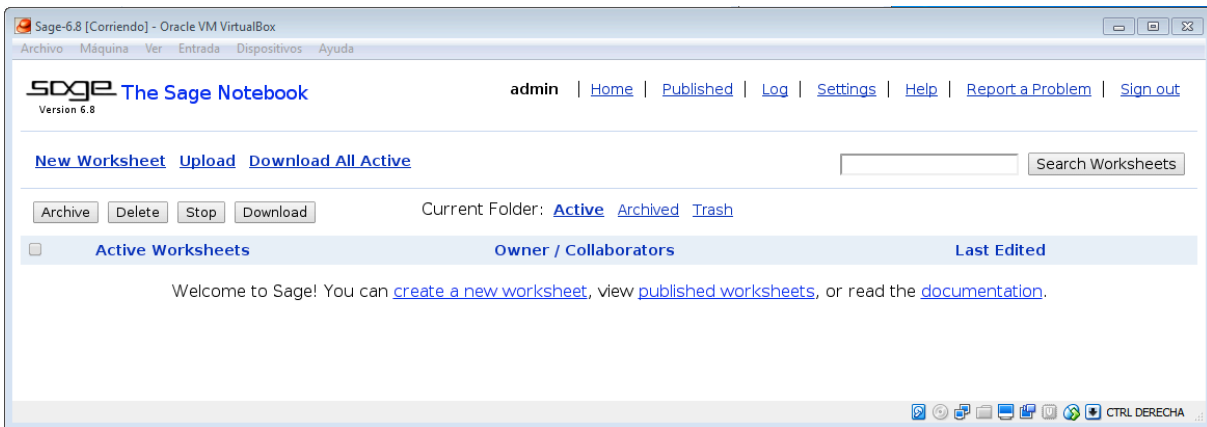 Sage-6.8 [Corriendo] - Oracle VM VirtualBox
Archivo Máquina Ver Entrada Dispositivos Ayuda
sage The Sage Notebook admin | Home | Published | Log | Settings | Help | Report a Problem | Sign out
Version 6.8
New Worksheet Upload Download All Active Search Worksheets
Archive Delete Stop Download Current Folder: Active Archived Trash
Active Worksheets Owner / Collaborators Last Edited
Welcome to Sage! You can create a new worksheet, view published worksheets, or read the documentation.
CTRL DERECHA